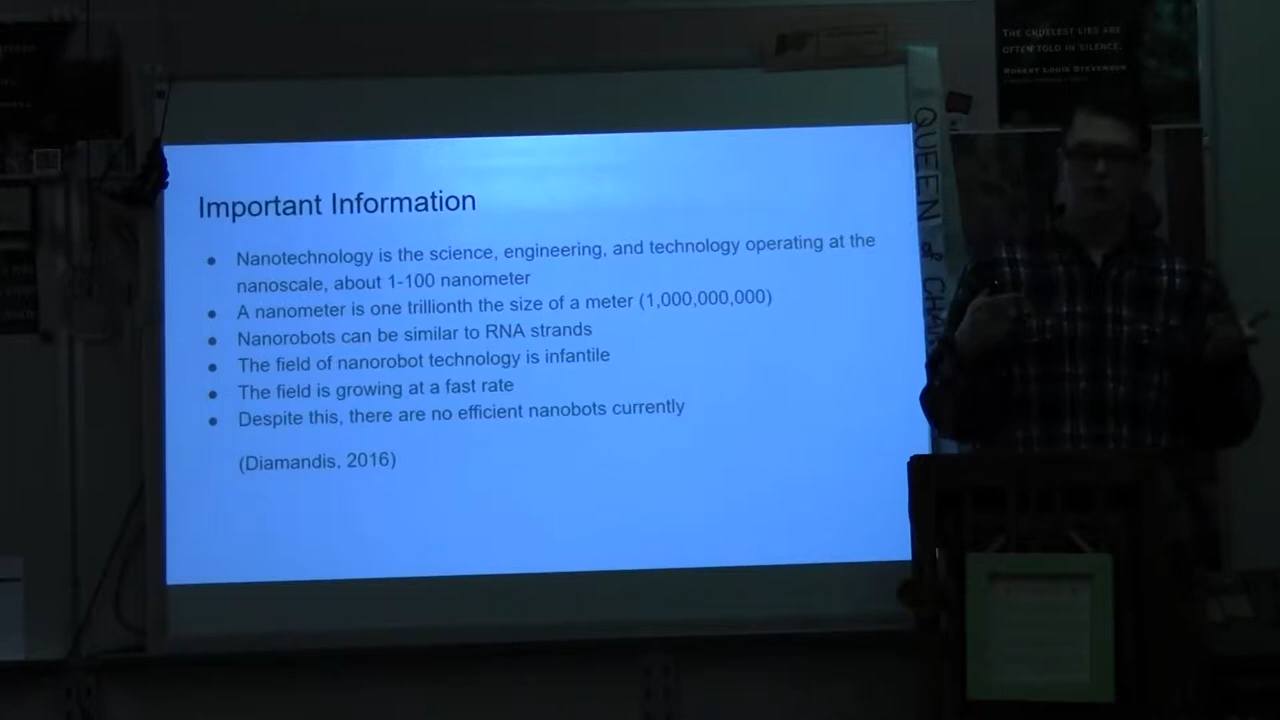 THE CRUELEST LIES ARE
OFTEN TOLD IN SILENCE.
ROBERT LOUIS STEVENSON
QUEEN of
Important Information
● Nanotechnology is the science, engineering, and technology operating at the
nanoscale, about 1-100 nanometer
● A nanometer is one trillionth the size of a meter (1,000,000,000)
● Nanorobots can be similar to RNA strands
● The field of nanorobot technology is infantile
● The field is growing at a fast rate
● Despite this, there are no efficient nanobots currently
(Diamandis, 2016)